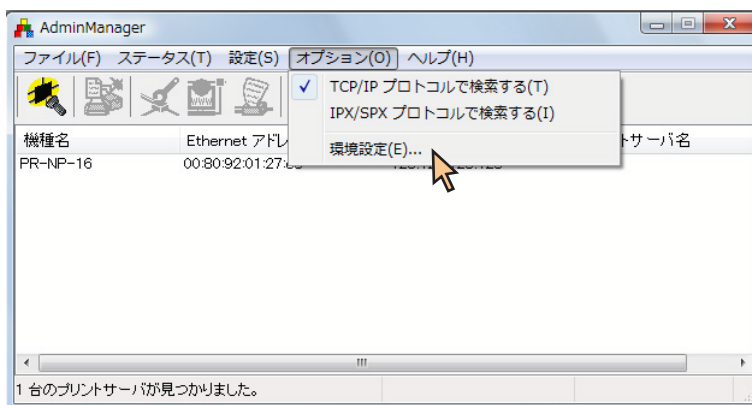 AdminManager
ファイル(F) ステータス(T) 設定(S) オプション(O) ヘルプ(H)
TCP/IP プロトコルで検索する(T)
IPX/SPX プロトコルで検索する(I)
環境設定(E)...
機種名 Ethernet アドレ トサーバ名
PR-NP-16 00:80:92:01:27:
1 台のプリントサーバが見つかりました。